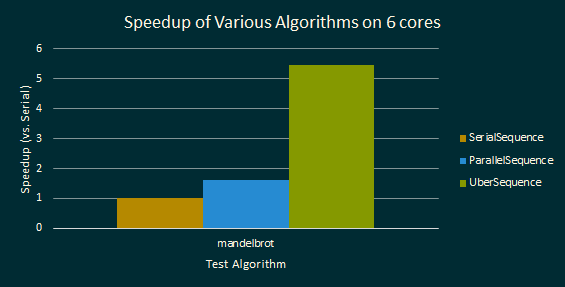 Speedup of Various Algorithms on 6 cores
6
5
4
3
2
1
0
Speedup (vs. Serial)
mandelbrot
Test Algorithm
SerialSequence
ParallelSequence
UberSequence